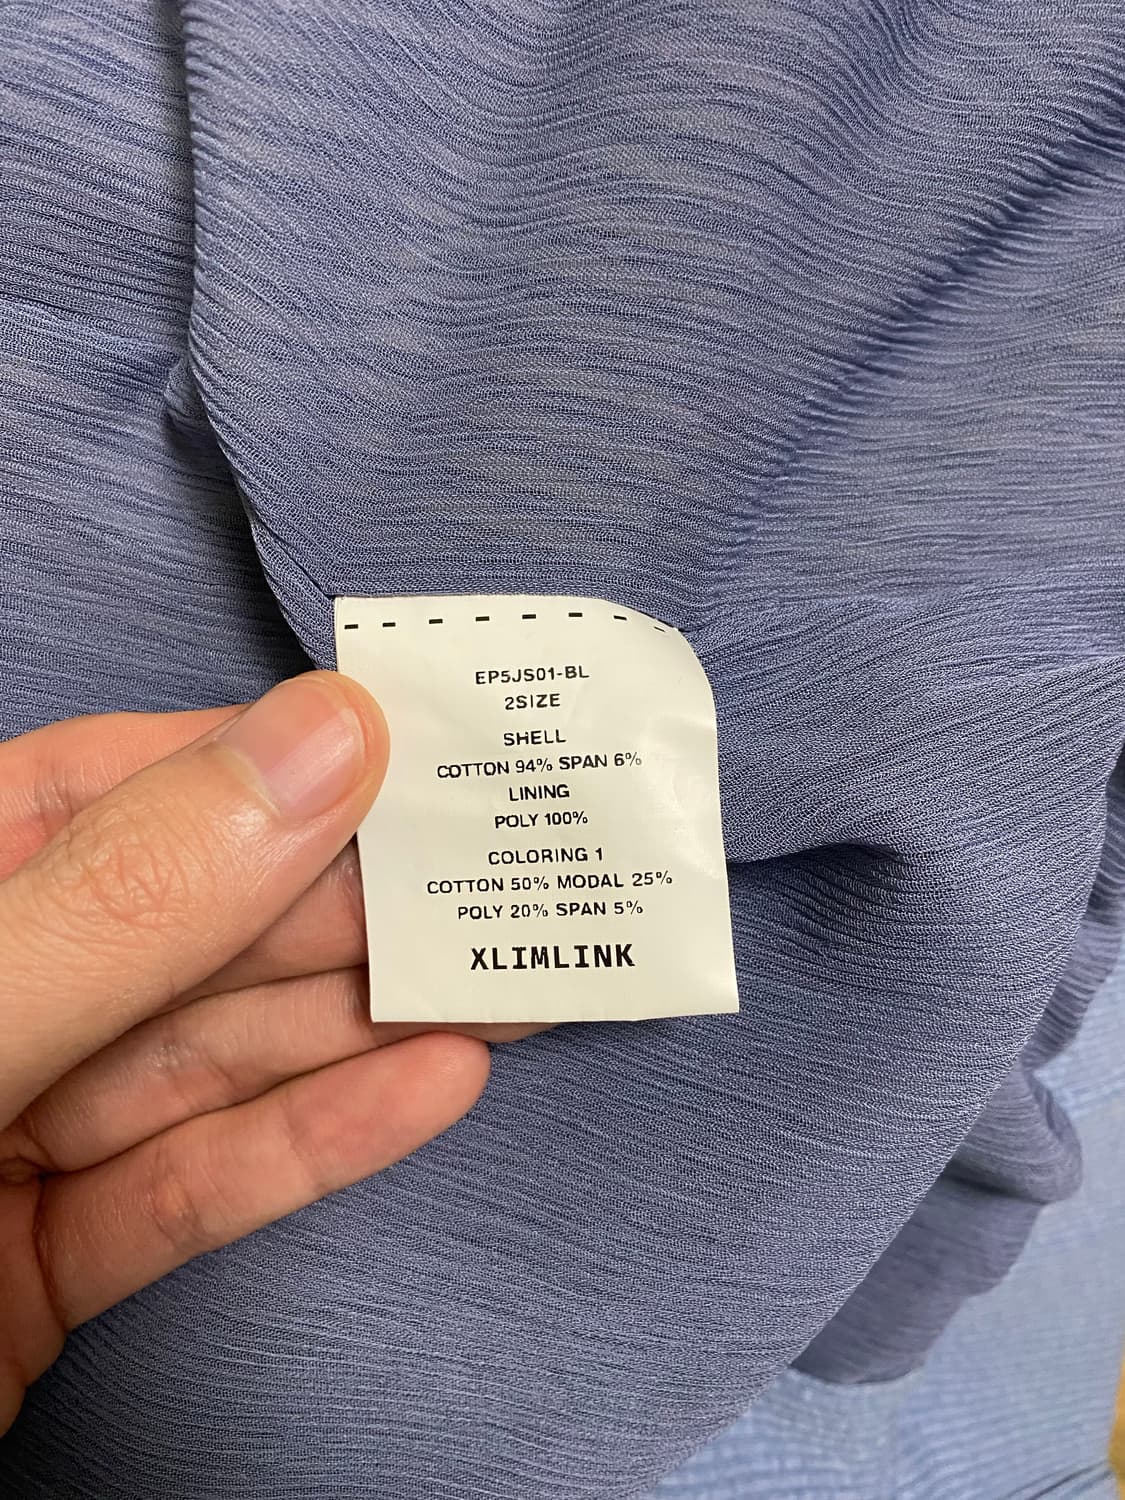 EP5JS01-BL
2SIZE
SHELL
COTTON 94% SPAN 6%
LINING
POLY 100%
COLORING 1
COTTON 50% MODAL 25%
POLY 20% SPAN 5%
XLIMLINK